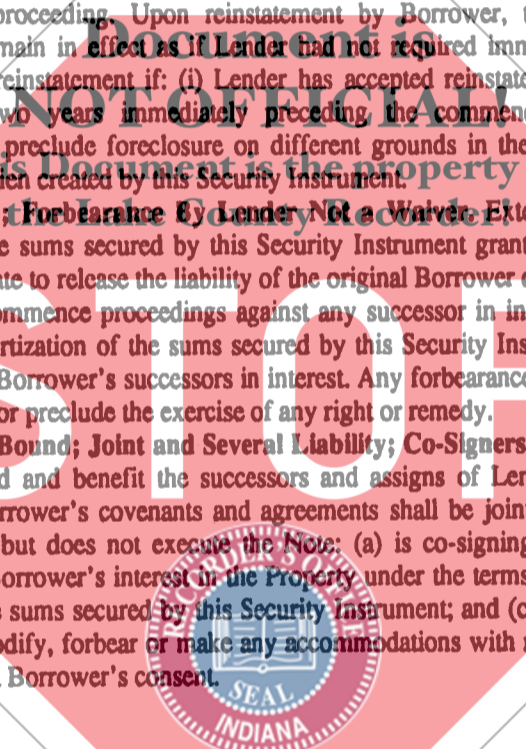 proceeding. Upon reinstatement by Borrower,
main in effect as if Lender had not required imm
Document is
reinstatement if: (i) Lender has accepted reinstate
NOT OFFICIAL!
wo years immediately preceding the commenc
preclude foreclosure on different grounds in the
is Document is the property
ien created by this Security Instrument.
; Forbearance By Lender Not a Waiver. Exte
the Lake County Recorder!
e sums secured by this Security Instrument grant
ate to release the liability of the original Borrower
ommence proceedings against any successor in in
rtization of the sums secured by this Security Ins
STOP
Borrower's successors in interest. Any forbearance
or preclude the exercise of any right or remedy.
Bound; Joint and Several Liability; Co-Signers
d and benefit the successors and assigns of Len
rrower's covenants and agreements shall be joint
but does not execute the Note: (a) is co-signing
orrower's interest in the Property under the terms
e sums secured by this Security Instrument; and (c
odify, forbear or make any accommodations with
Borrower's consent.
RECORDER'S OFFICE
SEAL
INDIANA